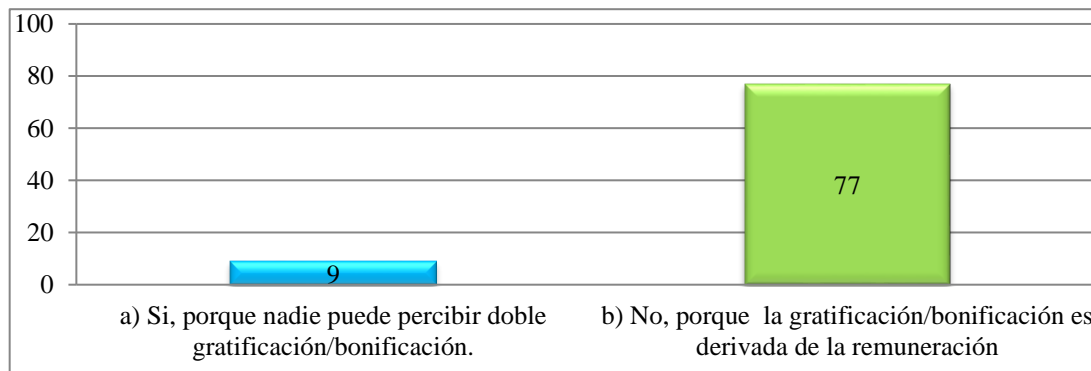 100
80
60
40
20
0
9
77
a) Si, porque nadie puede percibir doble
gratificación/bonificación.
b) No, porque la gratificación/bonificación es
derivada de la remuneración